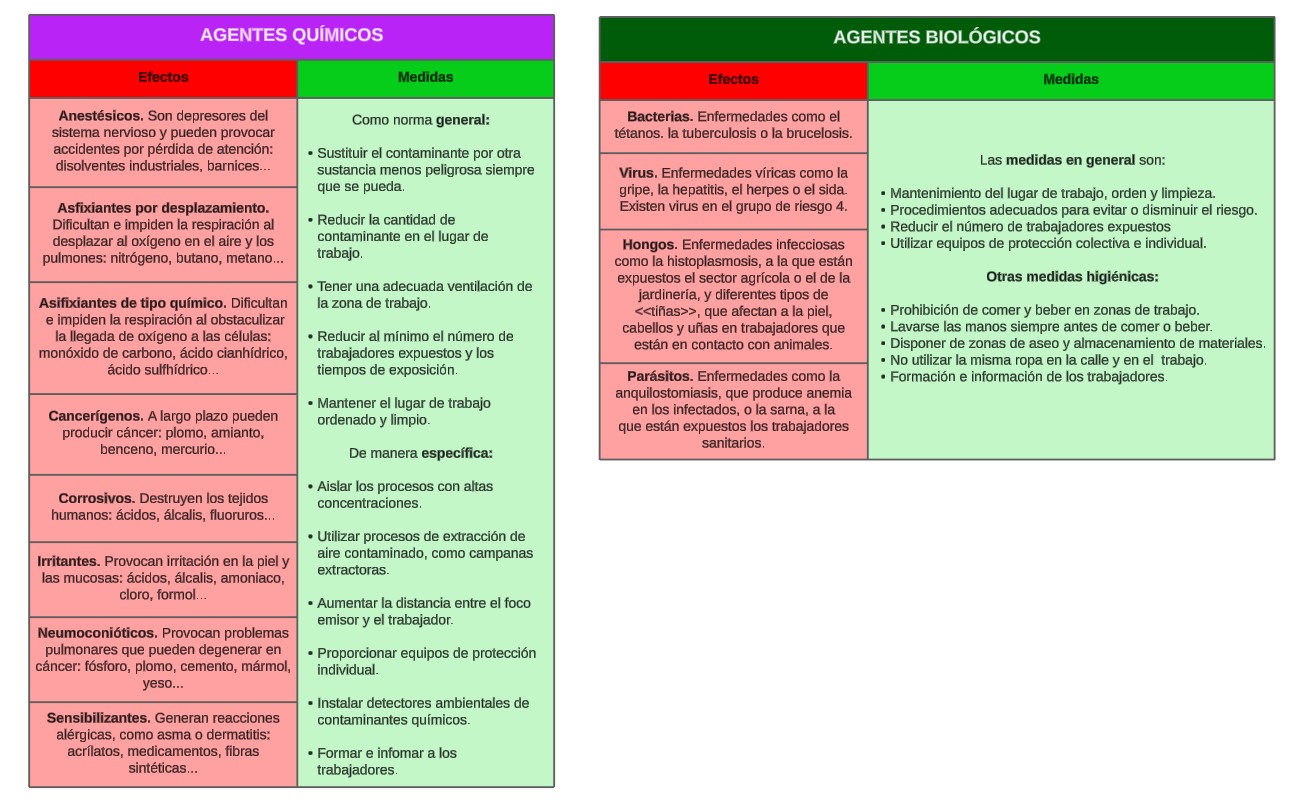 AGENTES QUÍMICOS
Efectos
Medidas
Anestésicos. Son depresores del
sistema nervioso y pueden provocar
accidentes por pérdida de atención:
disolventes industriales, barnices...
Asfixiantes por desplazamiento.
Dificultan e impiden la respiración al
desplazar al oxígeno en el aire y los
pulmones: nitrógeno, butano, metano...
Asifixiantes de tipo químico. Dificultan
e impiden la respiración al obstaculizar
la llegada de oxígeno a las células:
monóxido de carbono, ácido cianhídrico,
ácido sulfhídrico...
Cancerígenos. A largo plazo pueden
producir cáncer: plomo, amianto,
benceno, mercurio...
Corrosivos. Destruyen los tejidos
humanos: ácidos, álcalis, fluoruros...
Irritantes. Provocan irritación en la piel y
las mucosas: ácidos, álcalis, amoniaco,
cloro, formol...
Neumoconióticos. Provocan problemas
pulmonares que pueden degenerar en
cáncer: fósforo, plomo, cemento, mármol,
yeso...
Sensibilizantes. Generan reacciones
alérgicas, como asma o dermatitis:
acrílatos, medicamentos, fibras
sintéticas...
Como norma general:
• Sustituir el contaminante por otra
sustancia menos peligrosa siempre
que se pueda.
• Reducir la cantidad de
contaminante en el lugar de
trabajo.
• Tener una adecuada ventilación de
la zona de trabajo.
• Reducir al mínimo el número de
trabajadores expuestos y los
tiempos de exposición.
• Mantener el lugar de trabajo
ordenado y limpio.
De manera específica:
• Aislar los procesos con altas
concentraciones.
• Utilizar procesos de extracción de
aire contaminado, como campanas
extractoras.
• Aumentar la distancia entre el foco
emisor y el trabajador.
• Proporcionar equipos de protección
individual.
• Instalar detectores ambientales de
contaminantes químicos.
• Formar e infomar a los
trabajadores.
AGENTES BIOLÓGICOS
Efectos
Medidas
Bacterias. Enfermedades como el
tétanos. la tuberculosis o la brucelosis.
Virus. Enfermedades víricas como la
gripe, la hepatitis, el herpes o el sida.
Existen virus en el grupo de riesgo 4.
Hongos. Enfermedades infecciosas
como la histoplasmosis, a la que están
expuestos el sector agrícola o el de la
jardinería, y diferentes tipos de
<<tiñas>>, que afectan a la piel,
cabellos y uñas en trabajadores que
están en contacto con animales.
Parásitos. Enfermedades como la
anquilostomiasis, que produce anemia
en los infectados, o la sarna, a la
que están expuestos los trabajadores
sanitarios.
Las medidas en general son:
• Mantenimiento del lugar de trabajo, orden y limpieza.
• Procedimientos adecuados para evitar o disminuir el riesgo.
• Reducir el número de trabajadores expuestos
• Utilizar equipos de protección colectiva e individual.
Otras medidas higiénicas:
• Prohibición de comer y beber en zonas de trabajo.
• Lavarse las manos siempre antes de comer o beber.
• Disponer de zonas de aseo y almacenamiento de materiales.
• No utilizar la misma ropa en la calle y en el trabajo.
• Formación e información de los trabajadores.